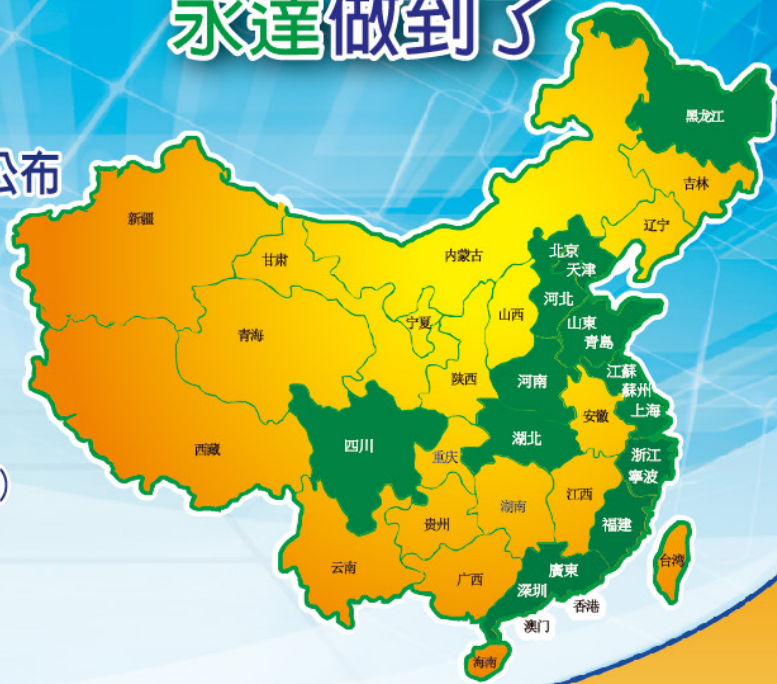 永達做到了
黑龙江
公布
吉林
新疆
辽宁
甘肃
内蒙古
北京
天津
河北
山西
宁夏
山東
青島
青海
陕西
河南
江蘇
蘇州
上海
安徽
四川
湖北
西藏
重庆
浙江
寧波
）
江西
湖南
贵州
福建
云南
广西
廣東
深圳
台湾
香港
澳门
海南